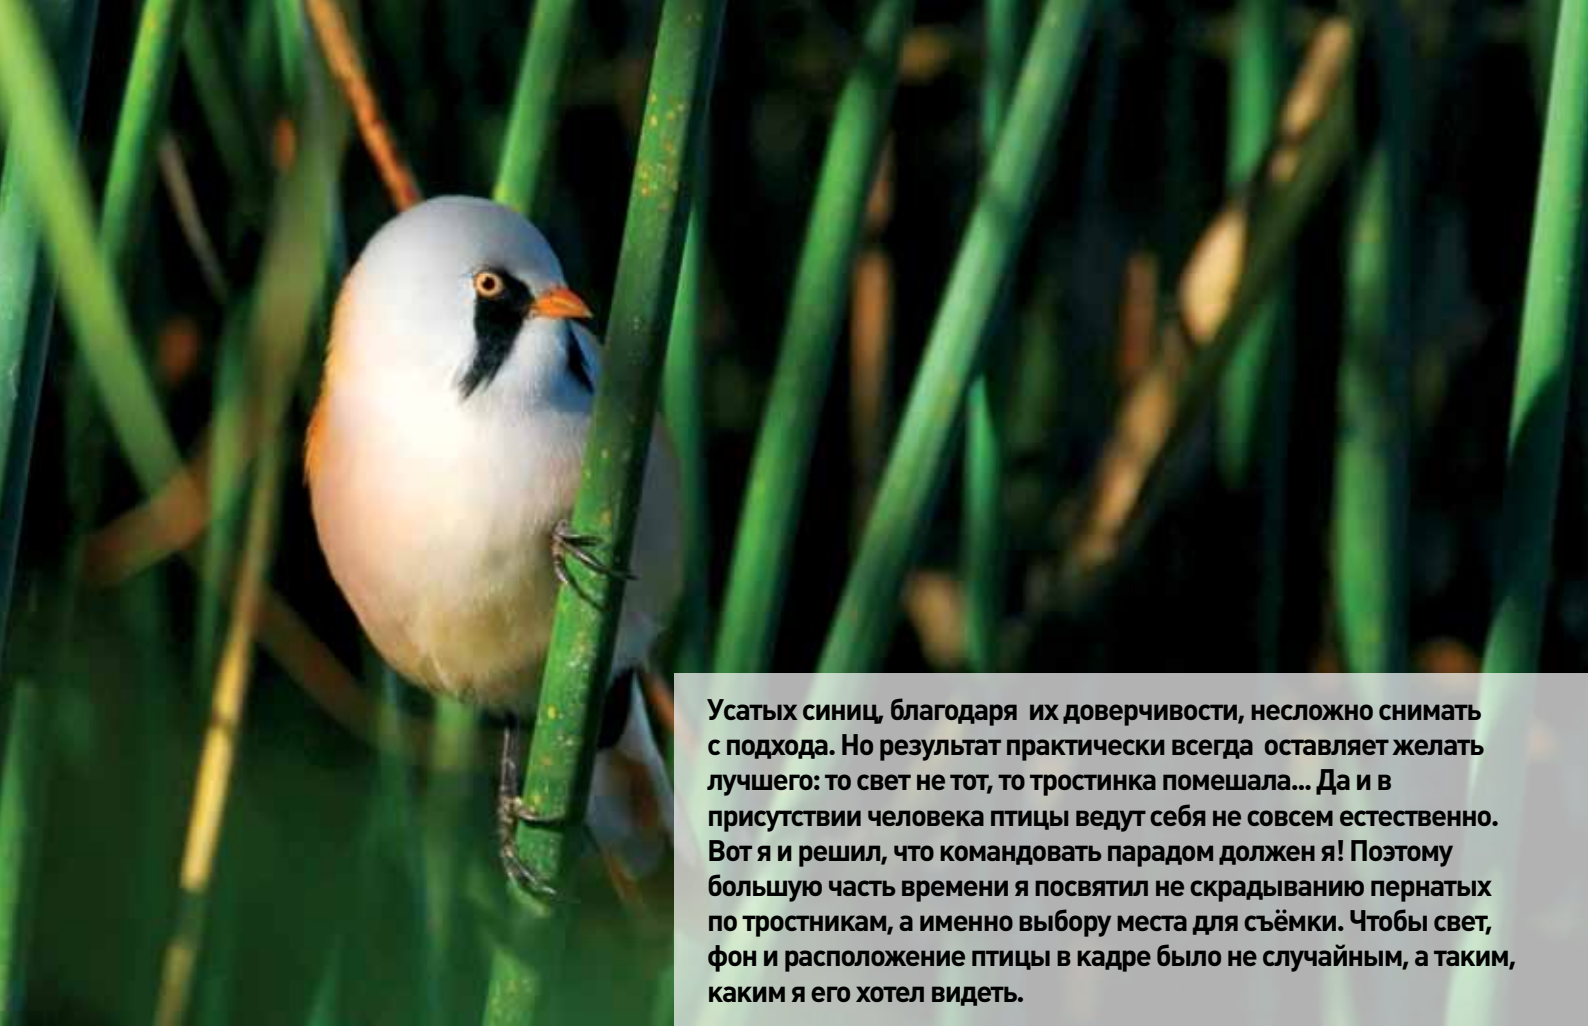 Усатых синиц, благодаря  их доверчивости, несложно снимать
с подхода. Но результат практически всегда  оставляет желать
лучшего: то свет не тот, то тростинка помешала... Да и в
присутствии человека птицы ведут себя не совсем естественно.
Вот я и решил, что командовать парадом должен я! Поэтому
большую часть времени я посвятил не скрадыванию пернатых
по тростникам, а именно выбору места для съёмки. Чтобы свет,
фон и расположение птицы в кадре было не случайным, а таким,
каким я его хотел видеть.